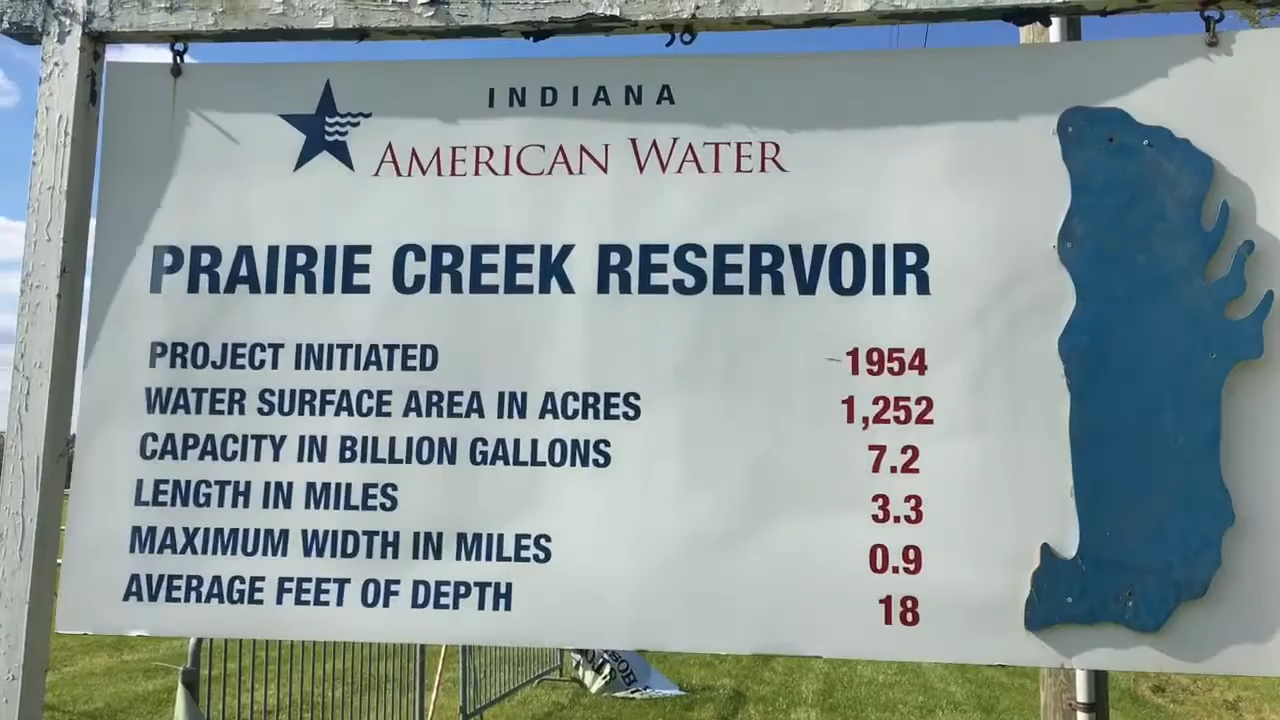 INDIANA
AMERICAN WATER
PRAIRIE CREEK RESERVOIR
PROJECT INITIATED 1954
WATER SURFACE AREA IN ACRES 1,252
CAPACITY IN BILLION GALLONS 7.2
LENGTH IN MILES 3.3
MAXIMUM WIDTH IN MILES 0.9
AVERAGE FEET OF DEPTH 18